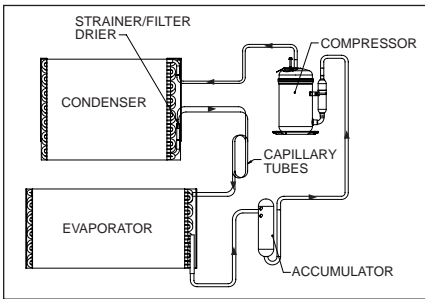 STRAINER/FILTER
DRIER
COMPRESSOR
CONDENSER
CAPILLARY
TUBES
EVAPORATOR
ACCUMULATOR